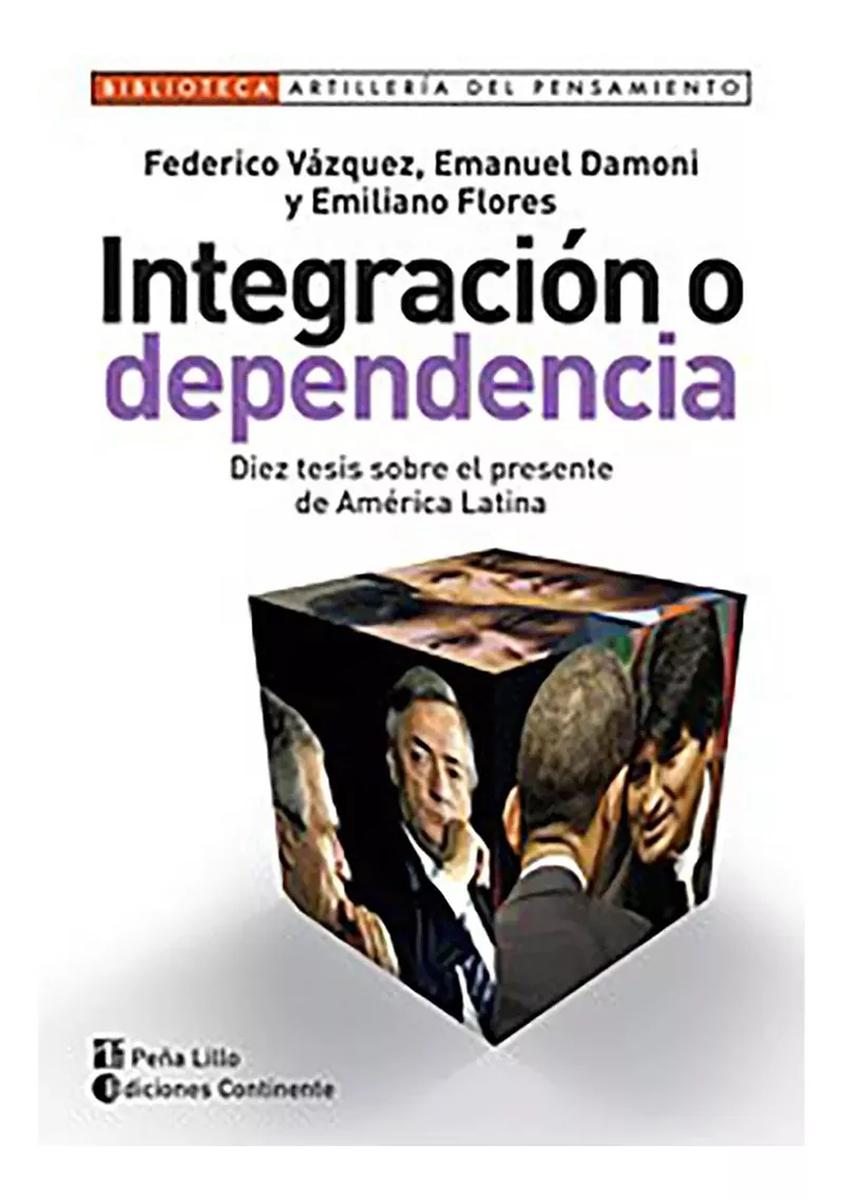 BIBLIOTECA ARTILLERÍA DEL PENSAMIENTO
Federico Vázquez, Emanuel Damoni
y Emiliano Flores
Integración o
dependencia
Diez tesis sobre el presente
de América Latina
Peña Lillo
Ediciones Continente